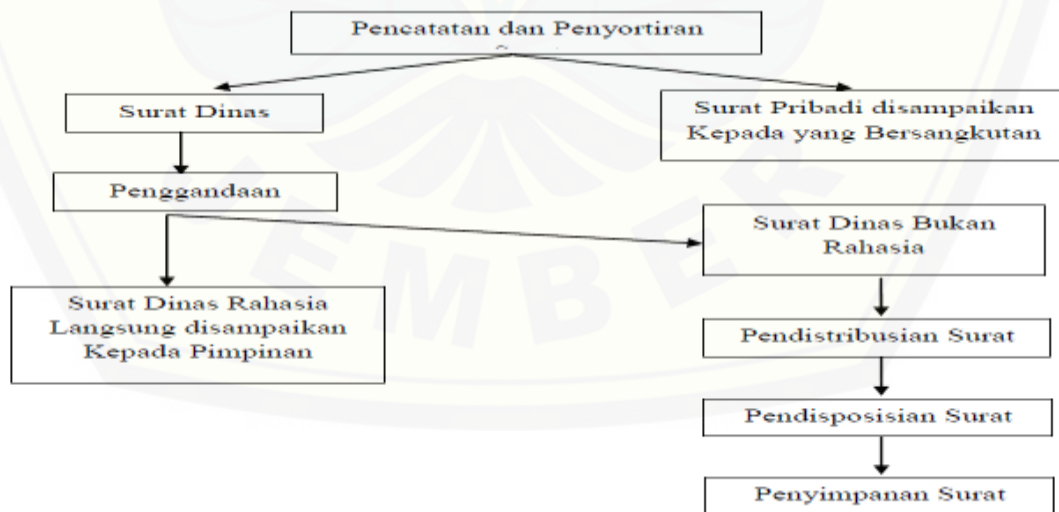 Pencatatan dan Penyortiran
Surat Dinas
Surat Pribadi disampaikan
Kepada yang Bersangkutan
Penggandaan
Surat Dinas Bukan
Rahasia
Surat Dinas Rahasia
Langsung disampaikan
Kepada Pimpinan
Pendistribusian Surat
Pendisposisian Surat
Penyimpanan Surat